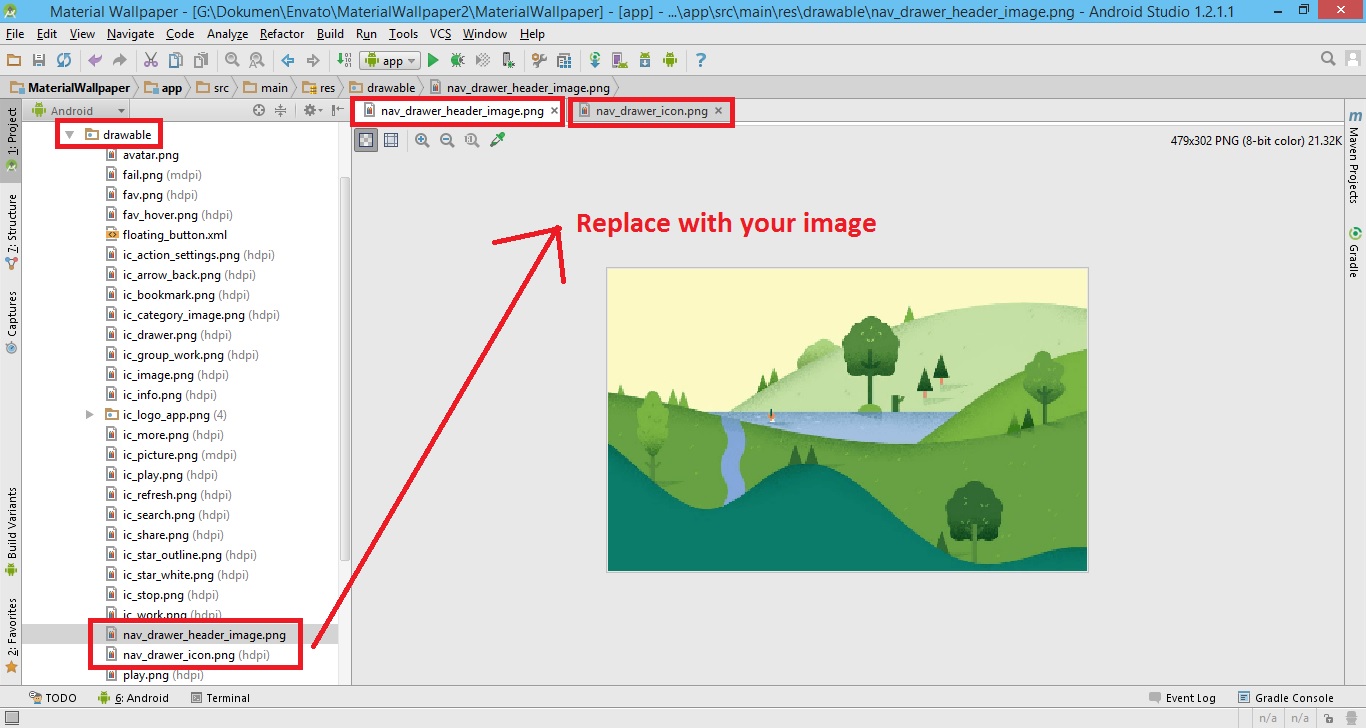 Material Wallpaper - [G:\Dokumen\Envato\MaterialWallpaper2\MaterialWallpaper] - [app] - ...\app\src\main\res\drawable\nav_drawer_header_image.png - Android Studio 1.2.1.1
File Edit View Navigate Code Analyze Refactor Build Run Tools VCS Window Help
app
MaterialWallpaper app src main res drawable nav_drawer_header_image.png
Android
nav_drawer_header_image.png nav_drawer_icon.png
479x302 PNG (8-bit color) 21.32K
1: Project
7: Structure
Captures
Build Variants
2: Favorites
drawable
avatar.png
fail.png (mdpi)
fav.png (hdpi)
fav_hover.png (hdpi)
floating_button.xml
ic_action_settings.png (hdpi)
ic_arrow_back.png (hdpi)
ic_bookmark.png (hdpi)
ic_category_image.png (hdpi)
ic_drawer.png (hdpi)
ic_group_work.png (hdpi)
ic_image.png (hdpi)
ic_info.png (hdpi)
ic_logo_app.png (4)
ic_more.png (hdpi)
ic_picture.png (mdpi)
ic_play.png (hdpi)
ic_refresh.png (hdpi)
ic_search.png (hdpi)
ic_share.png (hdpi)
ic_star_outline.png (hdpi)
ic_star_white.png (hdpi)
ic_stop.png (hdpi)
ic_work.png (hdpi)
nav_drawer_header_image.png
nav_drawer_icon.png (hdpi)
play.png (hdpi)
Replace with your image
Maven Projects
Gradle
TODO 6: Android Terminal Event Log Gradle Console
n/a n/a